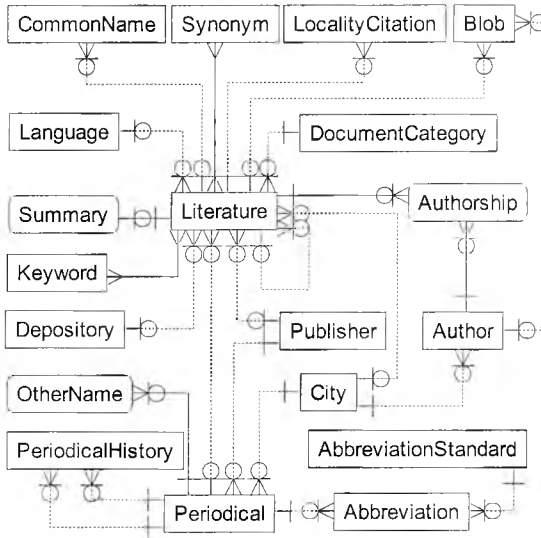 CommonName Synonym LocalityCitation Blob
Language DocumentCategory
Summary Literature Authorship
Keyword
Depository Publisher Author
OtherName City
PeriodicalHistory AbbreviationStandard
Periodical Abbreviation